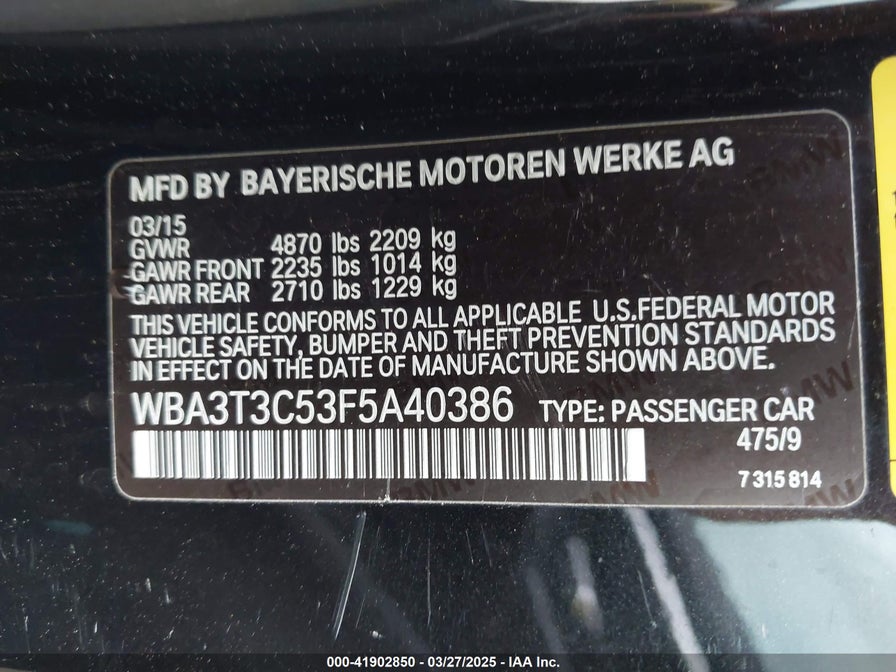 MFD BY BAYERISCHE MOTOREN WERKE AG
03/15
GVWR 4870 lbs 2209 kg
GAWR FRONT 2235 lbs 1014 kg
GAWR REAR 2710 lbs 1229 kg
THIS VEHICLE CONFORMS TO ALL APPLICABLE U.S.FEDERAL MOTOR
VEHICLE SAFETY, BUMPER AND THEFT PREVENTION STANDARDS
IN EFFECT ON THE DATE OF MANUFACTURE SHOWN ABOVE.
WBA3T3C53F5A40386 TYPE: PASSENGER CAR
475/9
7 315 814
000-41902850 - 03/27/2025 - IAA Inc.